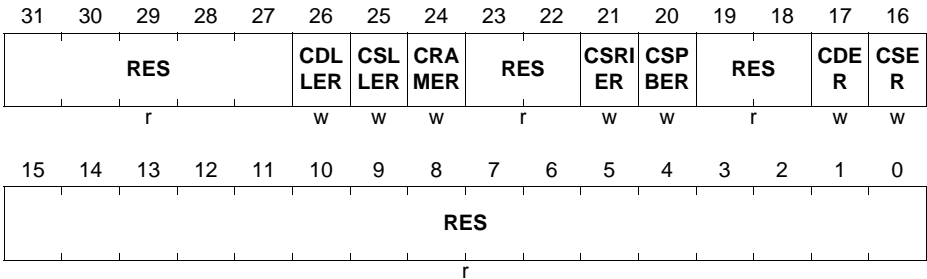 31 30 29 28 27 26 25 24 23 22 21 20 19 18 17 16
RES CDL LER CSL LER CRA MER RES CSRI ER CSP BER RES CDE R CSE R
r w w w r w w r w w
15 14 13 12 11 10 9 8 7 6 5 4 3 2 1 0
RES
r